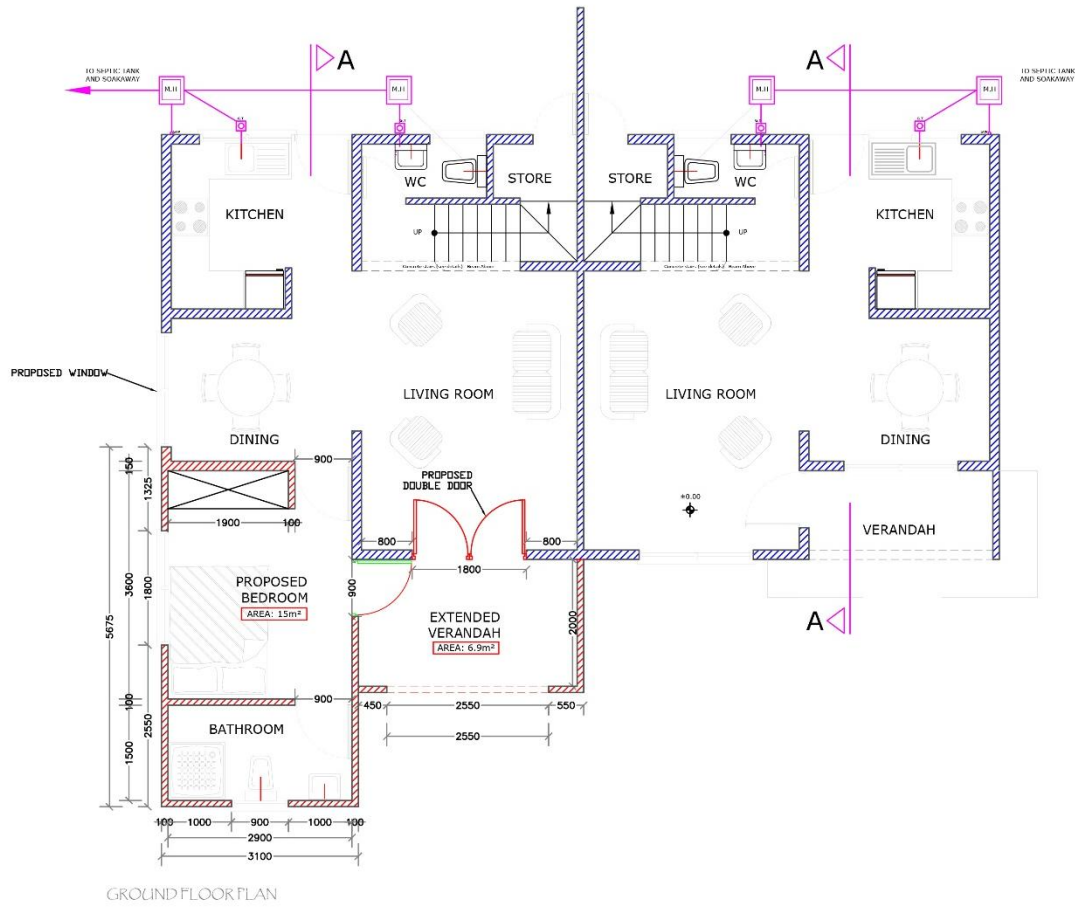 A
A
TO SEPTIC TANK
AND SOAKAWAY
TO SEPTIC TANK
AND SOAKAWAY
M.H
M.H
M.H
M.H
WC
STORE
STORE
WC
KITCHEN
KITCHEN
UP
UP
PROPOSED WINDOW
LIVING ROOM
LIVING ROOM
DINING
DINING
900
PROPOSED
DOUBLE DOOR
150
1325
1900
100
±0.00
VERANDAH
800
800
1800
PROPOSED
BEDROOM
AREA: 15m²
900
EXTENDED
VERANDAH
AREA: 6.9m²
2000
5675
3600
1800
A
A
900
100
450
2550
550
2550
BATHROOM
2550
1500
100
1000
900
1000
100
2900
3100
GROUND FLOOR PLAN